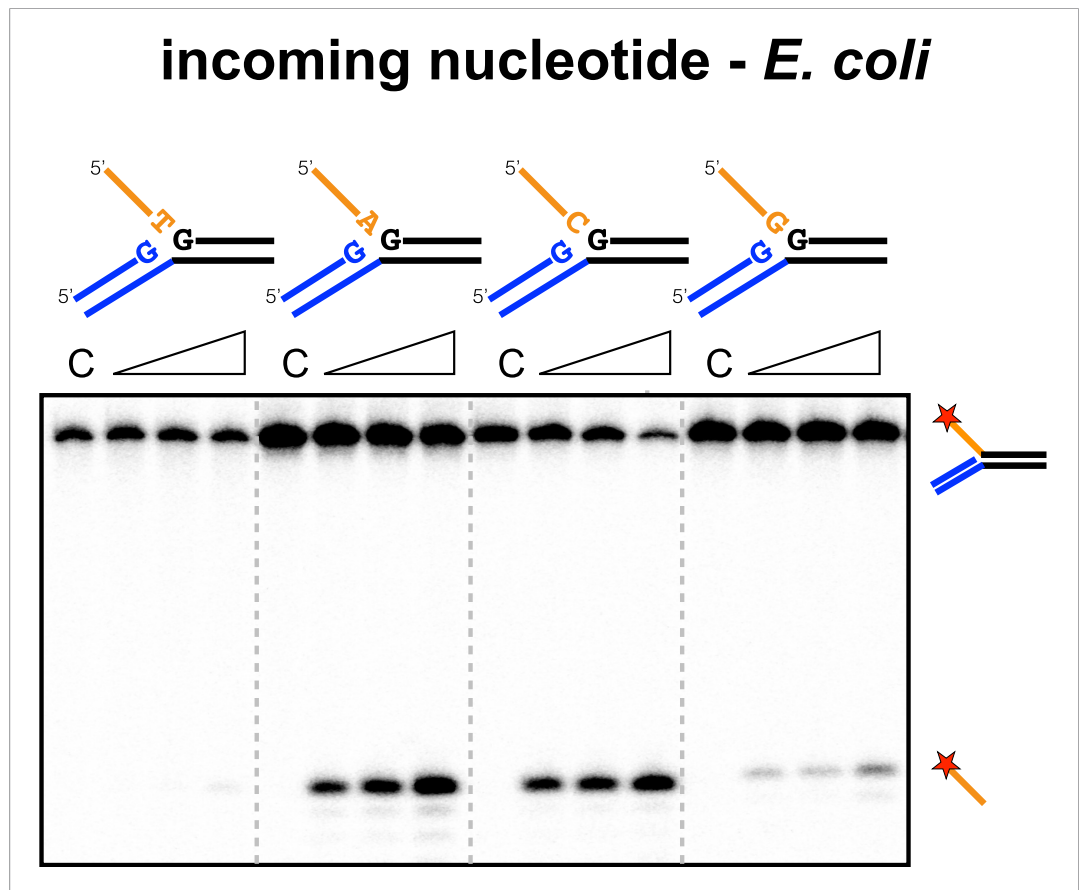 incoming nucleotide - E. coli
5' 5' 5' 5'
T G A G C G G G
G G G G
5' 5' 5' 5'
C C C C